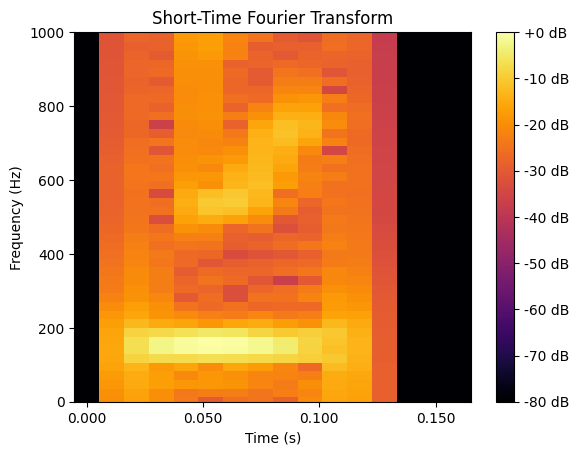 Short-Time Fourier Transform
1000
800
600
400
200
0
Frequency (Hz)
0.000
0.050
0.100
0.150
Time (s)
+0 dB
-10 dB
-20 dB
-30 dB
-40 dB
-50 dB
-60 dB
-70 dB
-80 dB